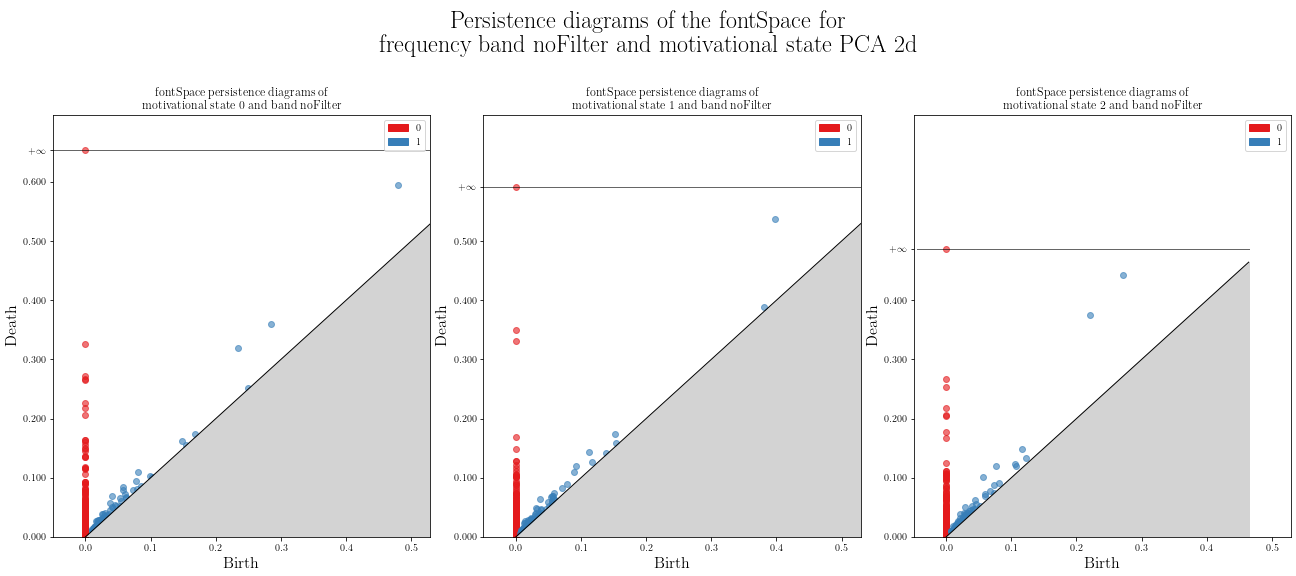 Persistence diagrams of the fontSpace for
frequency band noFilter and motivational state PCA 2d
fontSpace persistence diagrams of
motivational state 0 and band noFilter
0
1
+∞
0.600
0.500
0.400
0.300
0.200
0.100
0.000
Death
0.0 0.1 0.2 0.3 0.4 0.5
Birth
fontSpace persistence diagrams of
motivational state 1 and band noFilter
0
1
+∞
0.500
0.400
0.300
0.200
0.100
0.000
Death
0.0 0.1 0.2 0.3 0.4 0.5
Birth
fontSpace persistence diagrams of
motivational state 2 and band noFilter
0
1
+∞
0.400
0.300
0.200
0.100
0.000
Death
0.0 0.1 0.2 0.3 0.4 0.5
Birth